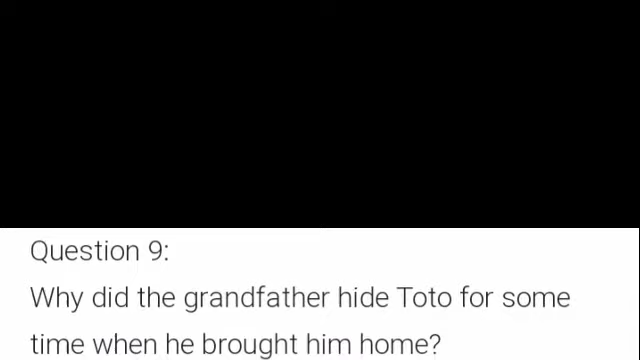 Question 9:
Why did the grandfather hide Toto for some
time when he brought him home?